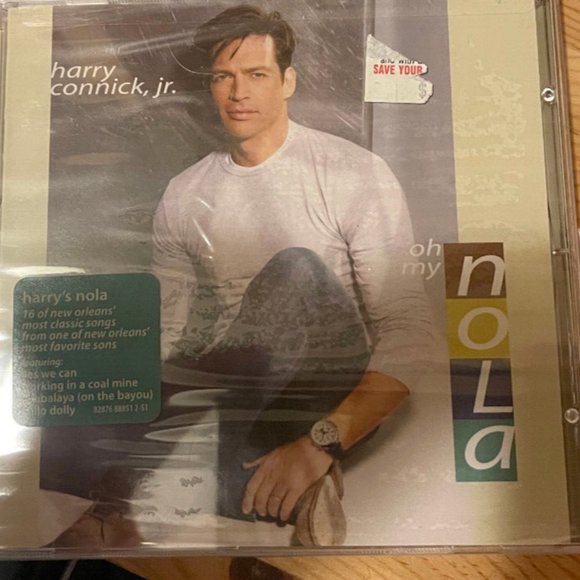 harry
connick, jr.
SAVE YOUR
$
oh
my
nola
harry's nola
16 of new orleans'
most classic songs
from one of new orleans'
most favorite sons
featuring:
yes we can
working in a coal mine
jambalaya (on the bayou)
hello dolly 82876 88851 2-S1